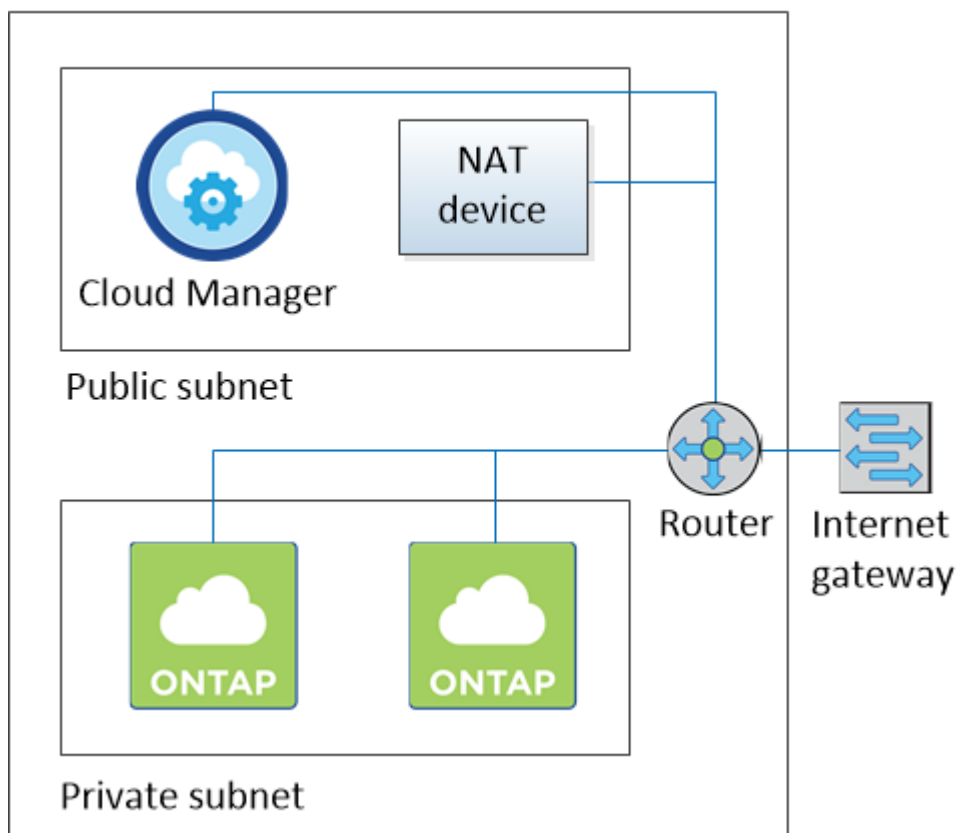 NAT
device
Cloud Manager
Public subnet
Router
Internet
gateway
ONTAP
ONTAP
Private subnet